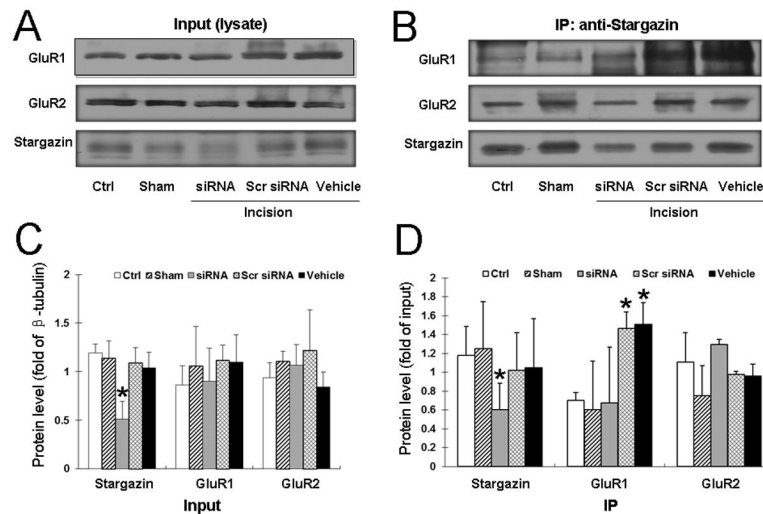 A
Input (lysate)
GluR1
GluR2
Stargazin
Ctrl Sham siRNA Scr siRNA Vehicle
Incision
B
IP: anti-Stargazin
GluR1
GluR2
Stargazin
Ctrl Sham siRNA Scr siRNA Vehicle
Incision
C
Ctrl Sham siRNA Scr siRNA Vehicle
Protein level (fold of β-tubulin)
2
1.5
1
0.5
0
*
Stargazin GluR1 GluR2
Input
D
Ctrl Sham siRNA Scr siRNA Vehicle
Protein level (fold of input)
2
1.8
1.6
1.4
1.2
1
0.8
0.6
0.4
0.2
0
* * *
Stargazin GluR1 GluR2
IP